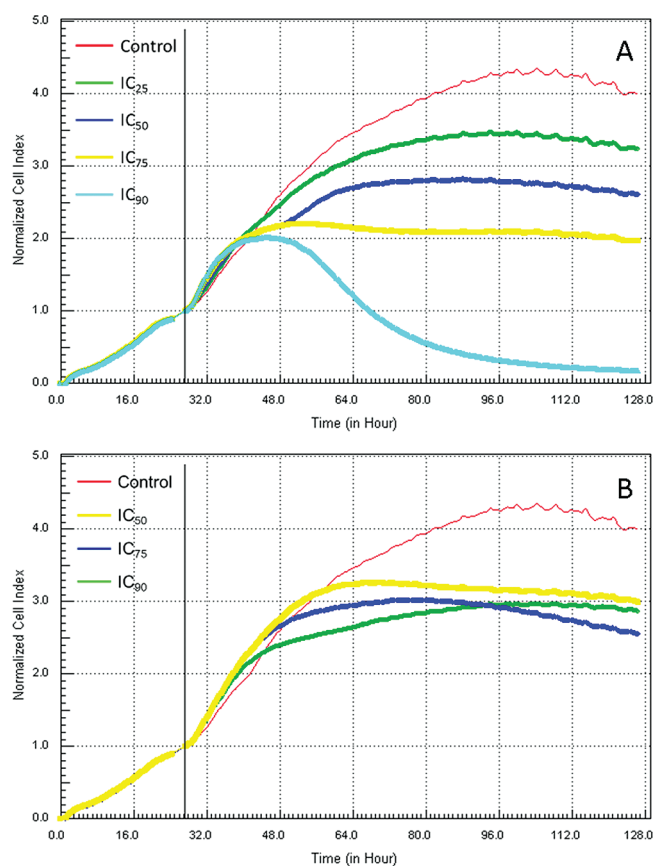 A
Control
IC25
IC50
IC75
IC90
Normalized Cell Index
5.0
4.0
3.0
2.0
1.0
0.0
0.0 16.0 32.0 48.0 64.0 80.0 96.0 112.0 128.0
Time (in Hour)
B
Control
IC50
IC75
IC90
Normalized Cell Index
5.0
4.0
3.0
2.0
1.0
0.0
0.0 16.0 32.0 48.0 64.0 80.0 96.0 112.0 128.0
Time (in Hour)